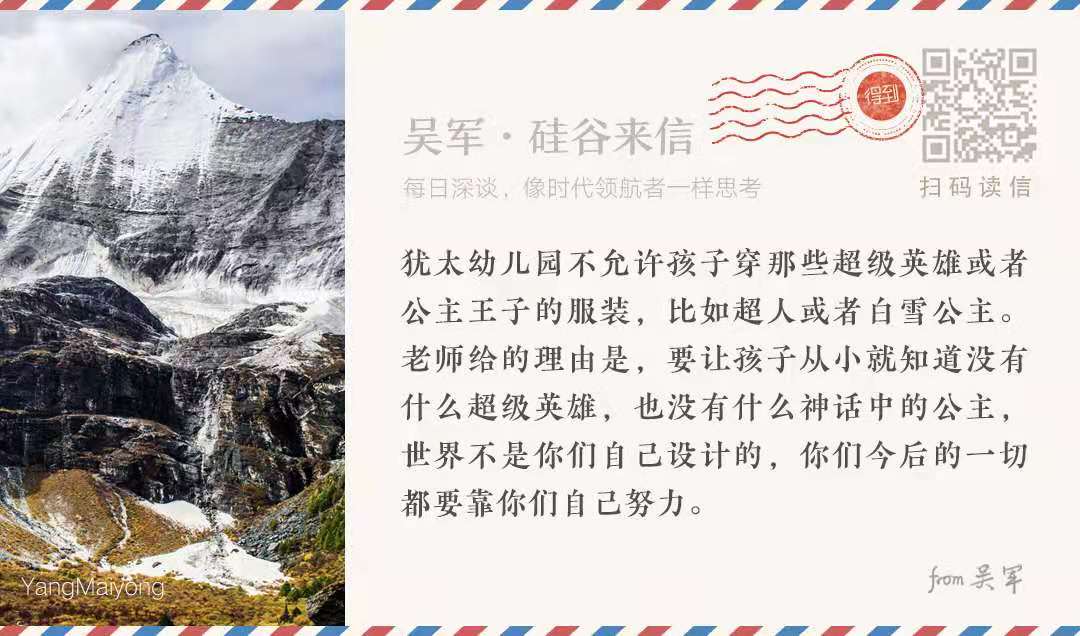 得到
吴军·硅谷来信
每日深谈，像时代领航者一样思考
扫码读信
犹太幼儿园不允许孩子穿那些超级英雄或者
公主王子的服装，比如超人或者白雪公主。
老师给的理由是，要让孩子从小就知道没有
什么超级英雄，也没有什么神话中的公主，
世界不是你们自己设计的，你们今后的一切
都要靠你们自己努力。
from 吴军
YangMaiyong